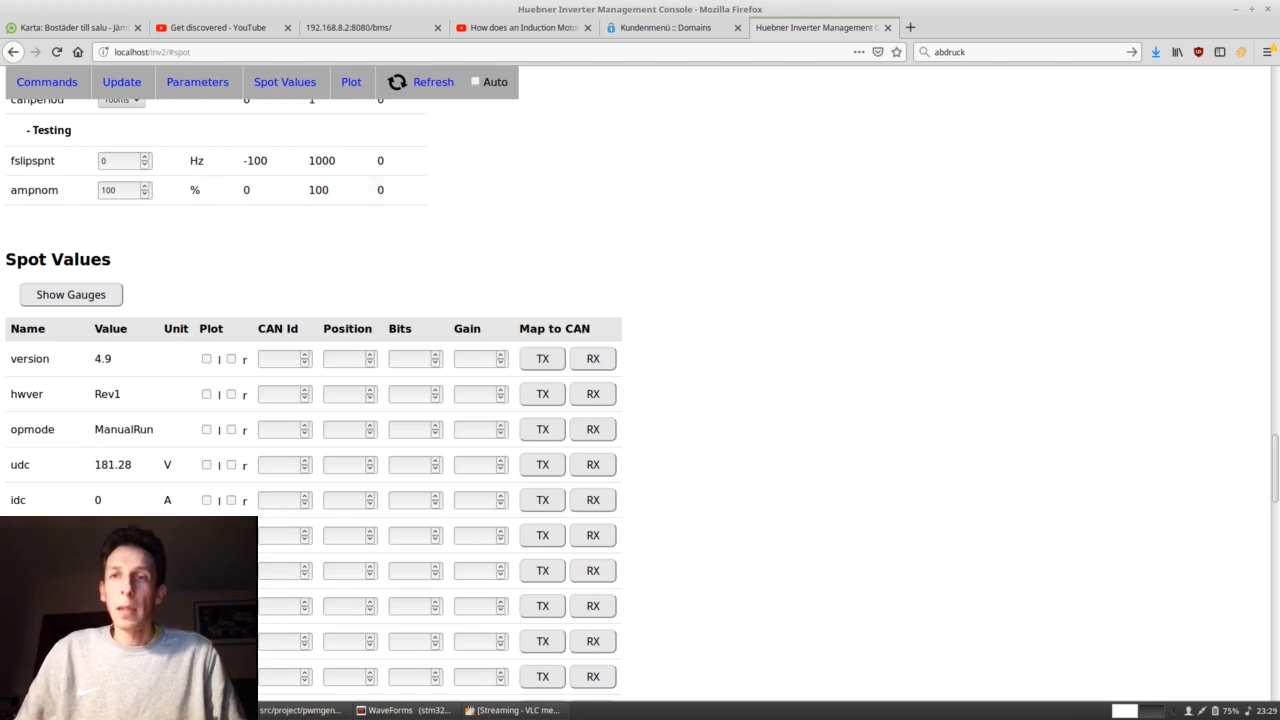 Huebner Inverter Management Console - Mozilla Firefox
Karta: Bostäder till salu - Jäm
Get discovered - YouTube
192.168.8.2:8080/bms/
How does an Induction Moto
Kundenmenü :: Domains
Huebner Inverter Management C
localhost/inv2/#spot
abdruck
Commands Update Parameters Spot Values Plot Refresh Auto
canperiod 100ms 0 1 0
- Testing
fslipspnt 0 Hz -100 1000 0
ampnom 100 % 0 100 0
Spot Values
Show Gauges
Name Value Unit Plot CAN Id Position Bits Gain Map to CAN
version 4.9 l r TX RX
hwver Rev1 l r TX RX
opmode ManualRun l r TX RX
udc 181.28 V l r TX RX
idc 0 A l r TX RX
TX RX
TX RX
TX RX
TX RX
TX RX
src/project/pwmgen... WaveForms (stm32... [Streaming - VLC me... 75% 23:29